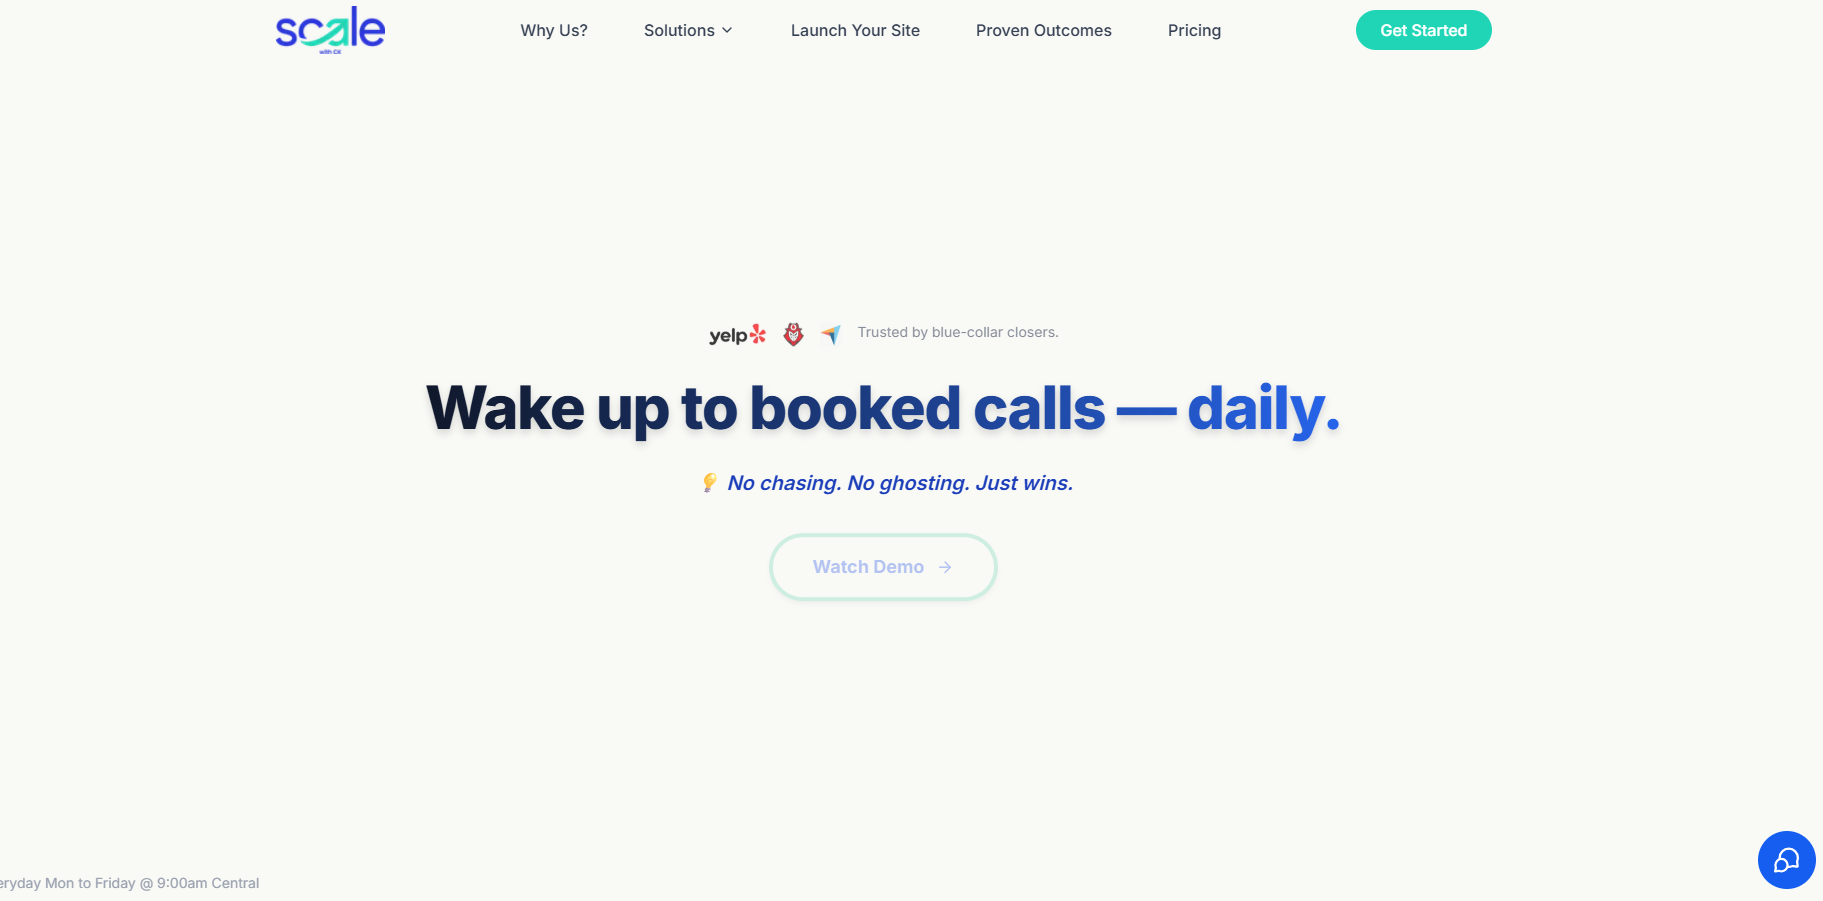 scale
with CX
Why Us?
Solutions
Launch Your Site
Proven Outcomes
Pricing
Get Started
yelp
Trusted by blue-collar closers.
Wake up to booked calls — daily.
No chasing. No ghosting. Just wins.
Watch Demo
eryday Mon to Friday @ 9:00am Central